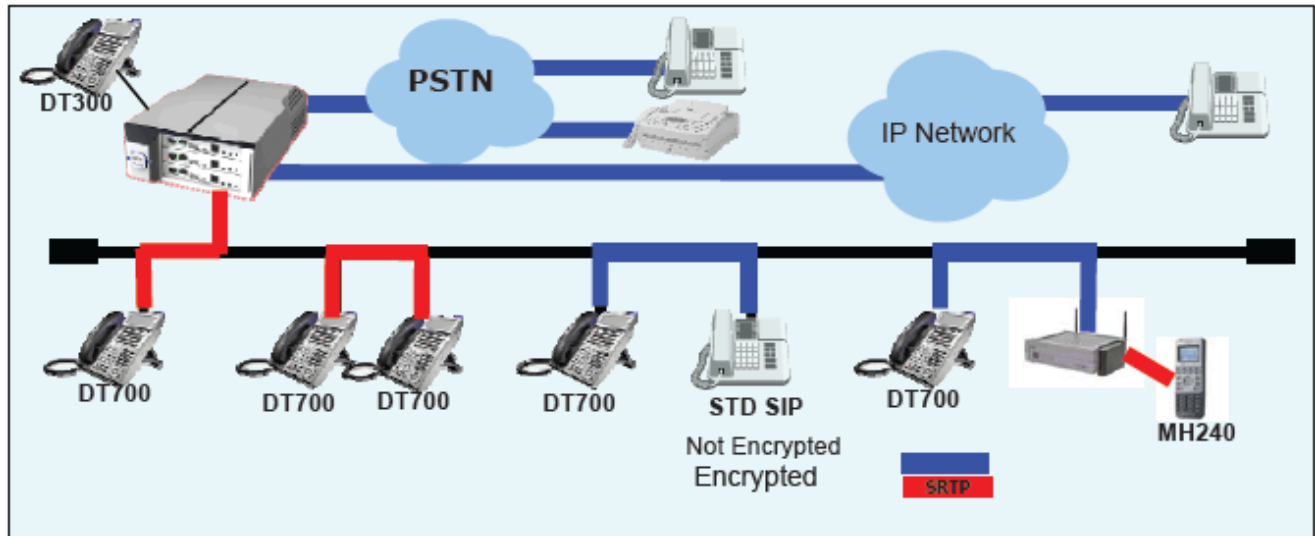 PSTN
DT300
IP Network
DT700
DT700
DT700
DT700
STD SIP
DT700
MH240
Not Encrypted
Encrypted
SRTP